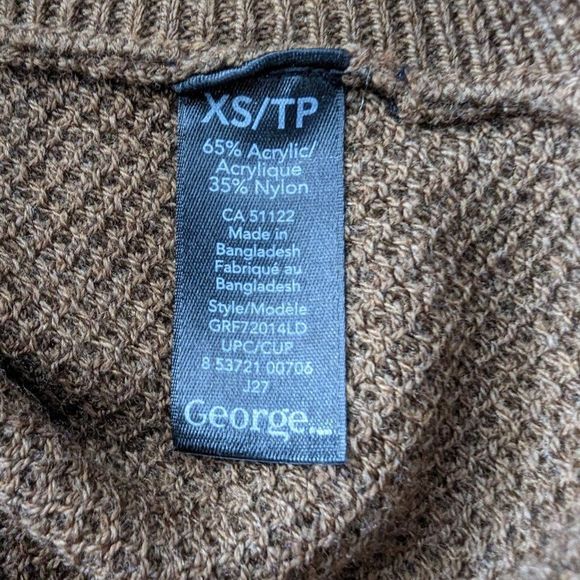 XS/TP
65% Acrylic/
Acrylique
35% Nylon
CA 51122
Made in
Bangladesh
Fabriqué au
Bangladesh
Style/Modèle
GRF72014LD
UPC/CUP
8 53721 00706
J27
George